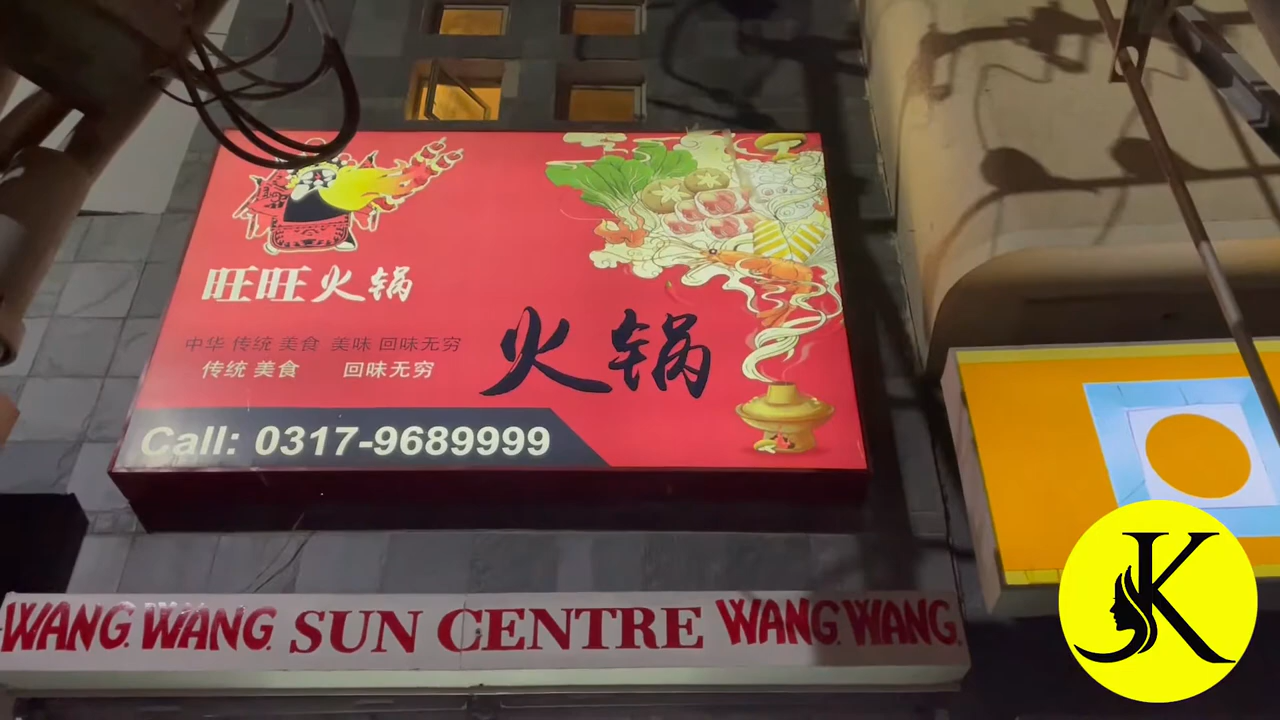 旺旺火锅
中华 传统 美食 美味 回味无穷
传统 美食 回味无穷
火锅
Call: 0317-9689999
WANG WANG SUN CENTRE WANG WANG
JK